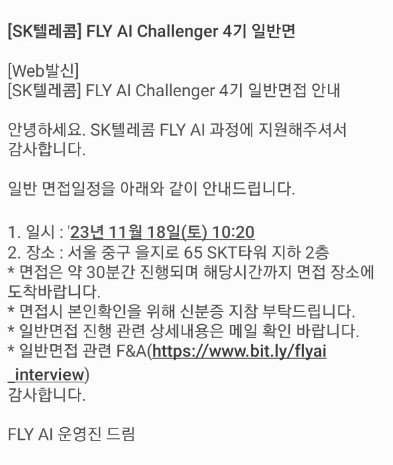 [SK텔레콤] FLY AI Challenger 4기 일반면
[Web발신]
[SK텔레콤] FLY AI Challenger 4기 일반면접 안내
안녕하세요. SK텔레콤 FLY AI 과정에 지원해주셔서
감사합니다.
일반 면접일정을 아래와 같이 안내드립니다.
1. 일시 : '23년 11월 18일(토) 10:20
2. 장소 : 서울 중구 을지로 65 SKT타워 지하 2층
* 면접은 약 30분간 진행되며 해당시간까지 면접 장소에
도착바랍니다.
* 면접시 본인확인을 위해 신분증 지참 부탁드립니다.
* 일반면접 진행 관련 상세내용은 메일 확인 바랍니다.
* 일반면접 관련 F&A(https://www.bit.ly/flyai
_interview)
감사합니다.
FLY AI 운영진 드림